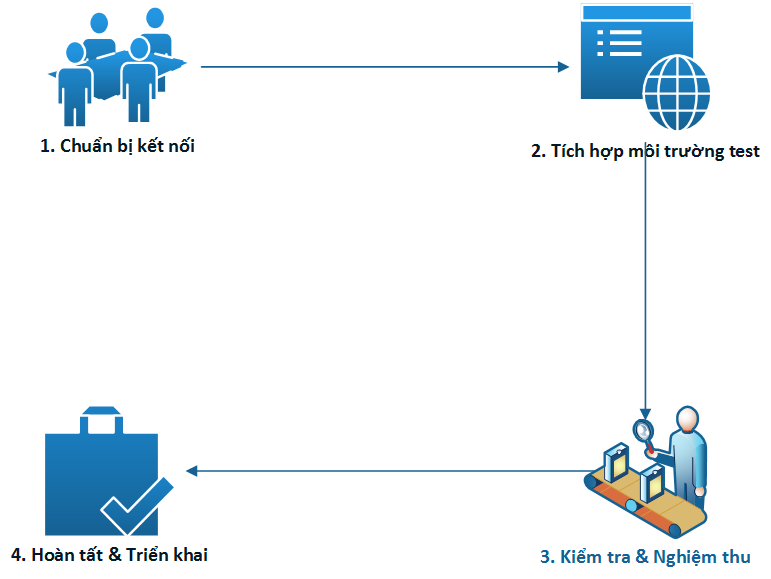 1. Chuẩn bị kết nối
2. Tích hợp môi trường test
4. Hoàn tất & Triển khai
3. Kiểm tra & Nghiệm thu